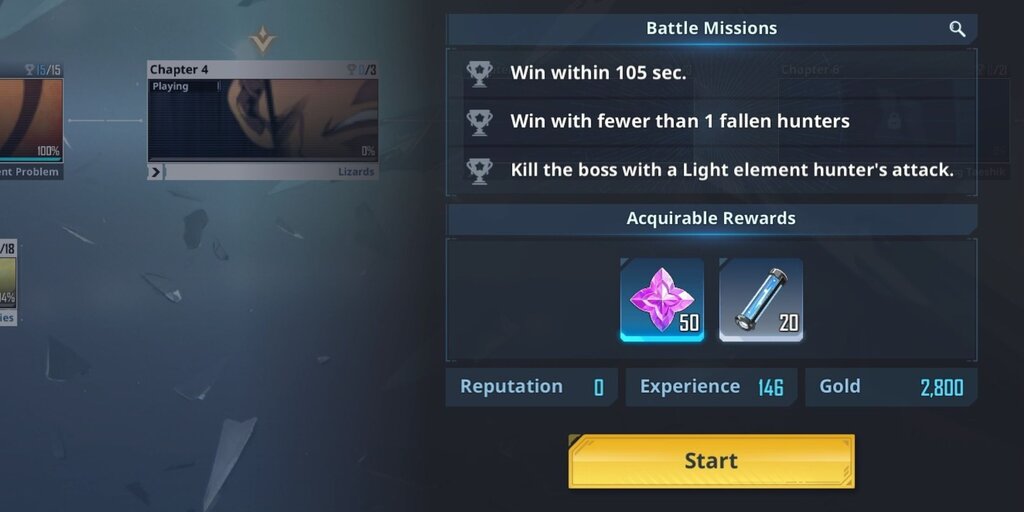 15/15
100%
ent Problem
/18
4%
ies
Chapter 4
0/3
Playing
0%
Lizards
Battle Missions
Win within 105 sec.
Win with fewer than 1 fallen hunters
Kill the boss with a Light element hunter's attack.
Acquirable Rewards
50
20
Reputation 0
Experience 146
Gold 2,800
Start